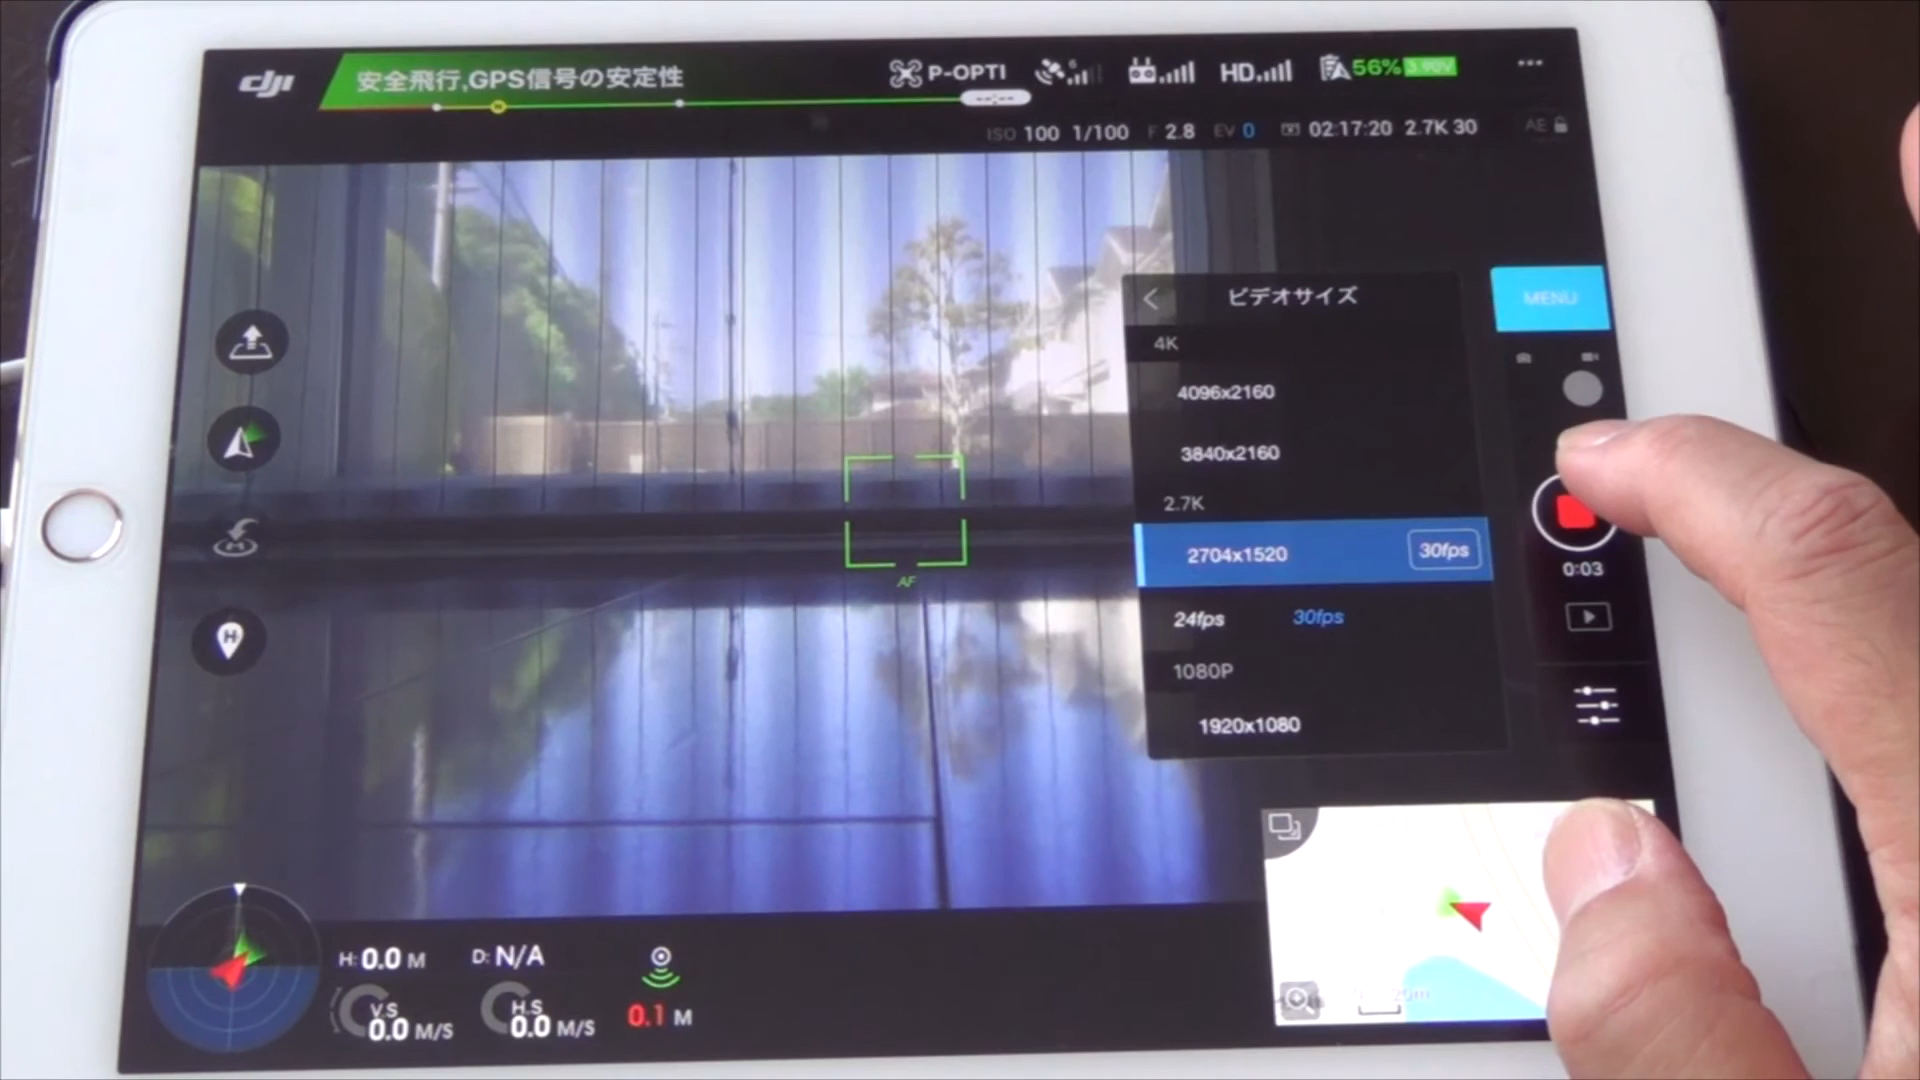 dji
安全飛行,GPS信号の安定性
P-OPTI
6
HD
56% 3.90V
ISO 100 1/100 F 2.8 EV 0 02:17:20 2.7K 30 AE
ビデオサイズ
4K
4096x2160
3840x2160
2.7K
2704x1520 30fps
24fps 30fps
1080P
1920x1080
MENU
0:03
AF
H
H: 0.0 M D: N/A
V.S 0.0 M/S H.S 0.0 M/S 0.1 M